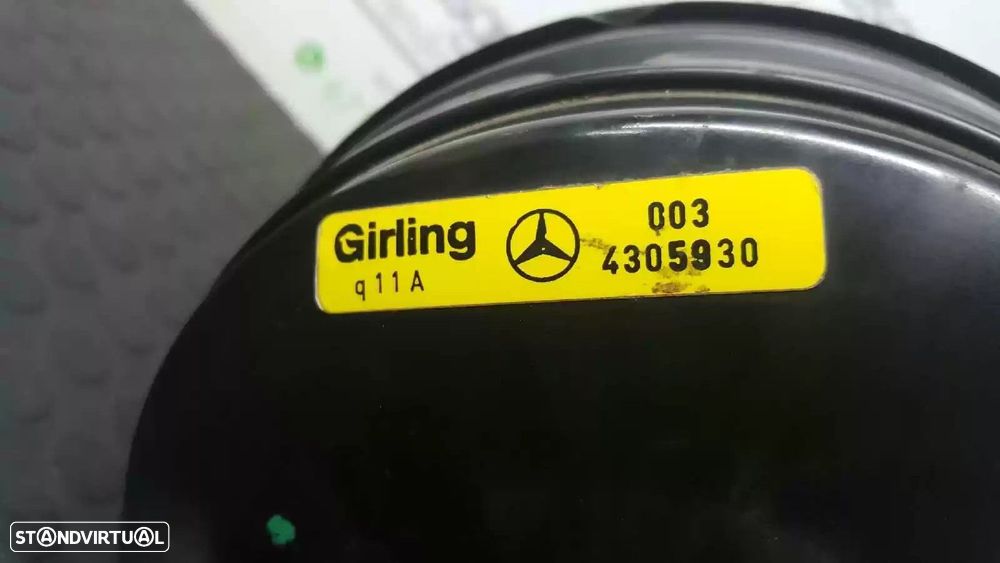 Girling
q11A
003
4305930
STANDVIRTUAL